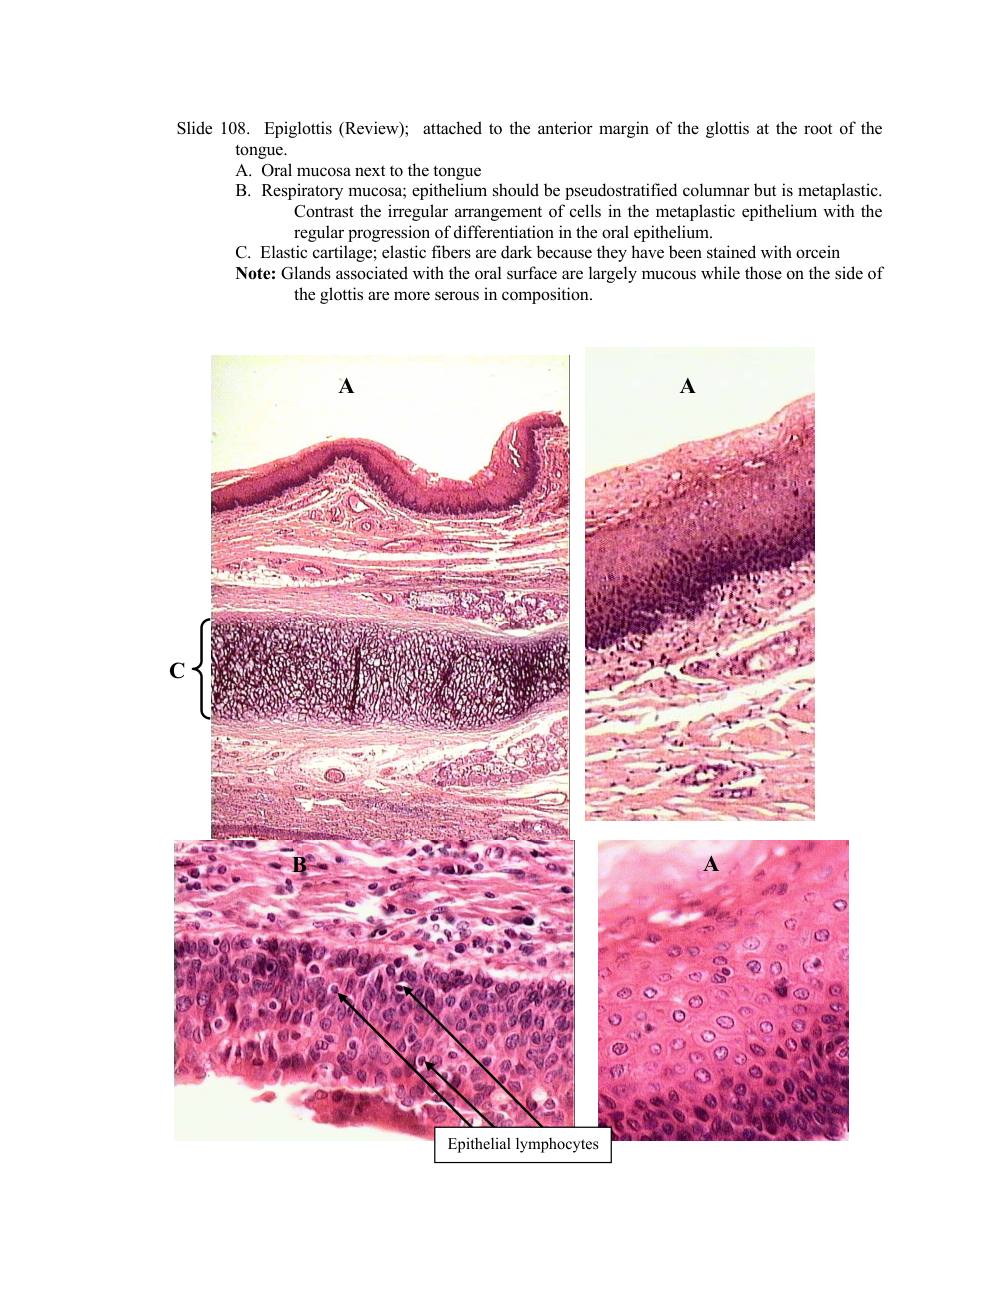 Slide 108.  Epiglottis (Review);  attached to the anterior margin of the glottis at the root of the
tongue.
A.  Oral mucosa next to the tongue
B.  Respiratory mucosa; epithelium should be pseudostratified columnar but is metaplastic.
Contrast the irregular arrangement of cells in the metaplastic epithelium with the
regular progression of differentiation in the oral epithelium.
C.  Elastic cartilage; elastic fibers are dark because they have been stained with orcein
Note: Glands associated with the oral surface are largely mucous while those on the side of
the glottis are more serous in composition.
A
A
C
B
A
Epithelial lymphocytes